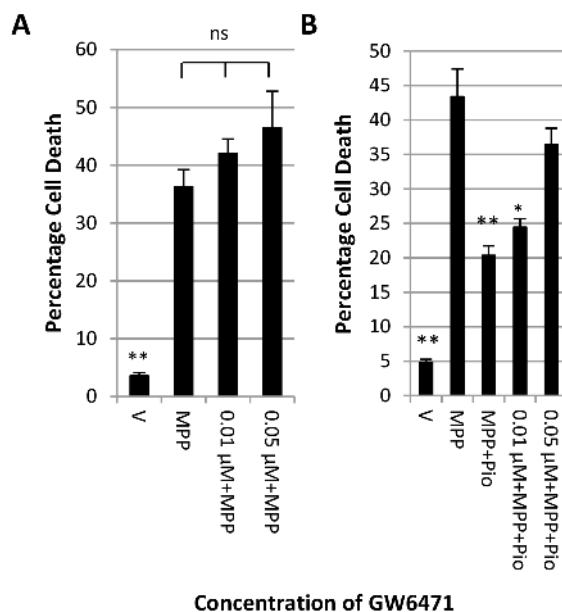 A
ns
Percentage Cell Death
70
60
50
40
30
20
10
0
**
V
MPP
0.01 µM+MPP
0.05 µM+MPP
B
Percentage Cell Death
50
45
40
35
30
25
20
15
10
5
0
**
**
*
V
MPP
MPP+Pio
0.01 µM+MPP+Pio
0.05 µM+MPP+Pio
Concentration of GW6471